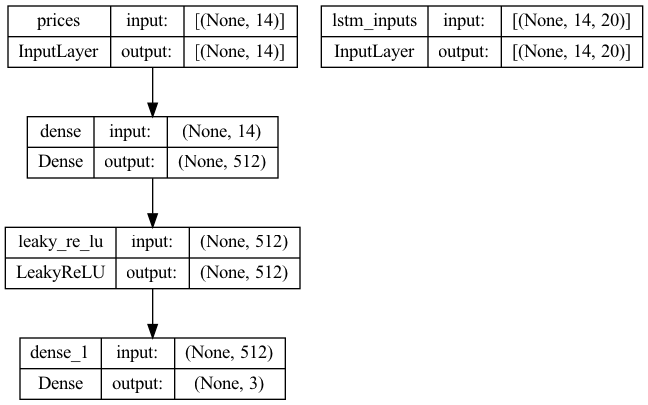 prices input: [(None, 14)]
InputLayer output: [(None, 14)]
lstm_inputs input: [(None, 14, 20)]
InputLayer output: [(None, 14, 20)]
dense input: (None, 14)
Dense output: (None, 512)
leaky_re_lu input: (None, 512)
LeakyReLU output: (None, 512)
dense_1 input: (None, 512)
Dense output: (None, 3)